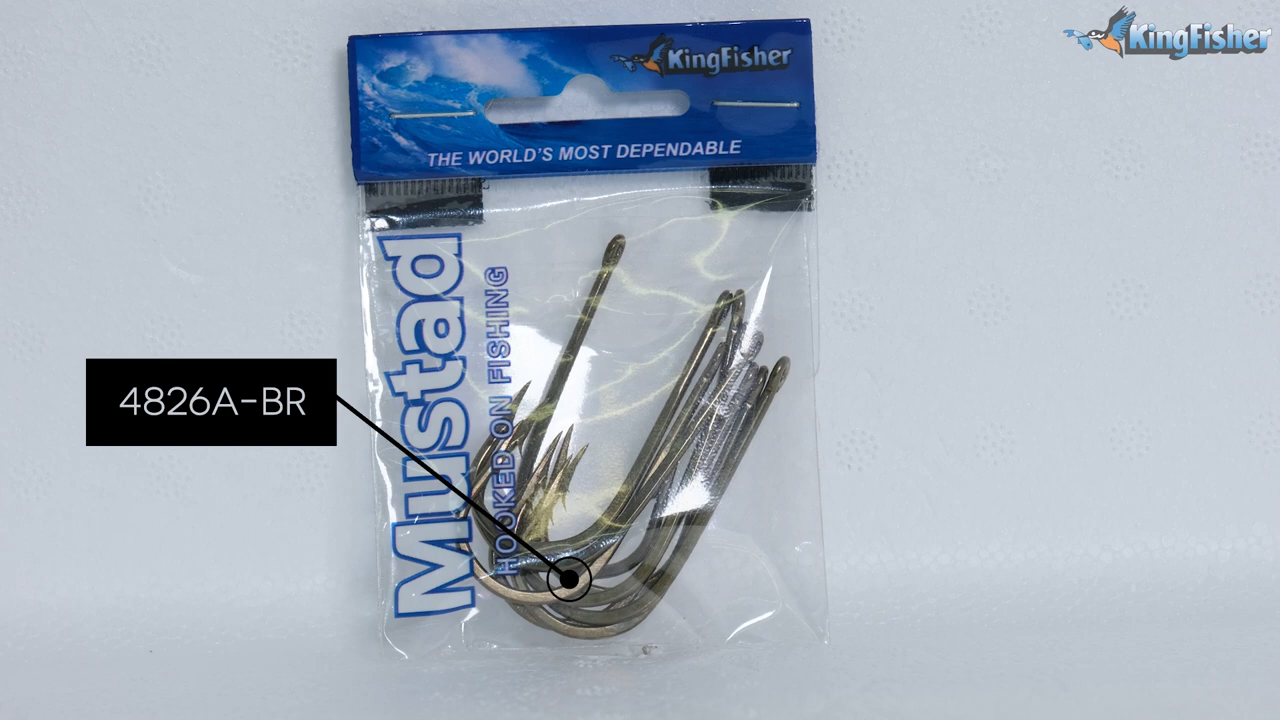 KingFisher
KingFisher
THE WORLD'S MOST DEPENDABLE
Mustad
HOOKED ON FISHING
4826A-BR